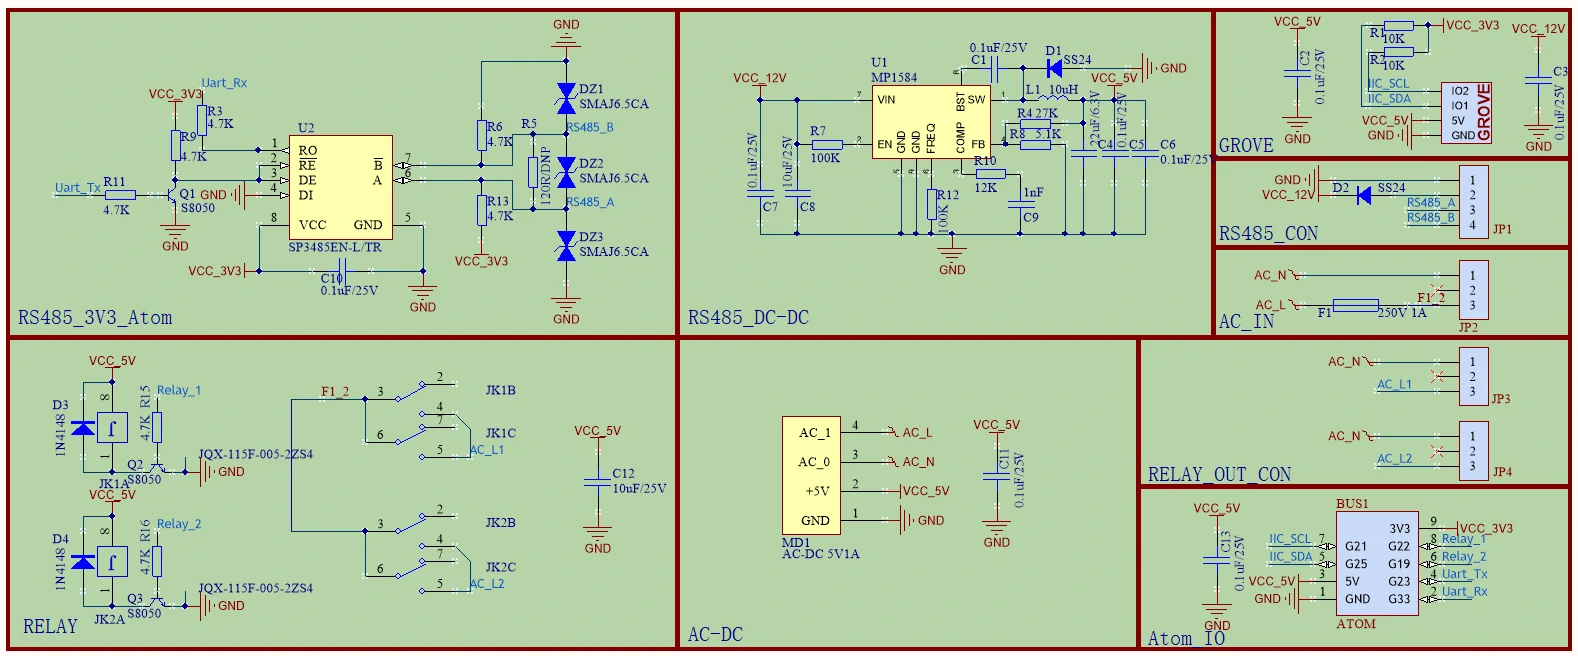 GND
Uart_Rx
VCC_3V3
R3
4.7K
R9
4.7K
U2
R6
4.7K
R5
120R/DNP
DZ1
SMAJ6.5CA
RS485_B
DZ2
SMAJ6.5CA
RS485_A
DZ3
SMAJ6.5CA
Uart_Tx
R11
4.7K
Q1
S8050
GND
GND
1
2
3
4
RO
RE
DE
DI
B
A
7
6
8
VCC
GND
5
SP3485EN-L/TR
R13
4.7K
VCC_3V3
VCC_3V3
C10
0.1uF/25V
GND
GND
RS485_3V3_Atom
VCC_12V
U1
MP1584
0.1uF/25V
C1
D1
SS24
GND
VCC_5V
L1
10uH
VIN
BST
SW
EN
GND
GND
FREQ
COMP
FB
7
2
8
1
4
R7
100K
R4
27K
R8
5.1K
R10
12K
R12
100K
1nF
C9
0.1uF/25V
C7
10uF/25V
C8
22uF/6.3V
C4
0.1uF/25V
C5
C6
0.1uF/25V
GND
RS485_DC-DC
VCC_5V
C2
0.1uF/25V
GND
R1
10K
R2
10K
VCC_3V3
VCC_12V
C3
0.1uF/25V
GND
IIC_SCL
IIC_SDA
VCC_5V
GND
IO2
IO1
5V
GND
GROVE
GROVE
GND
VCC_12V
D2
SS24
RS485_A
RS485_B
1
2
3
4
JP1
RS485_CON
AC_N
AC_L
F1
250V 1A
F1_2
1
2
3
JP2
AC_IN
VCC_5V
D3
1N4148
8
1
JK1A
R15
4.7K
Relay_1
Q2
S8050
JQX-115F-005-2ZS4
GND
VCC_5V
D4
1N4148
8
1
JK2A
R16
4.7K
Relay_2
Q3
S8050
JQX-115F-005-2ZS4
GND
F1_2
3
2
JK1B
4
7
6
JK1C
5
AC_L1
3
2
JK2B
4
7
6
JK2C
5
AC_L2
VCC_5V
C12
10uF/25V
GND
RELAY
AC_1
AC_0
+5V
GND
4
3
2
1
AC_L
AC_N
VCC_5V
GND
MD1
AC-DC 5V1A
VCC_5V
C11
0.1uF/25V
GND
AC-DC
AC_N
AC_L1
1
2
3
JP3
AC_N
AC_L2
1
2
3
JP4
RELAY_OUT_CON
VCC_5V
C13
0.1uF/25V
GND
BUS1
IIC_SCL
IIC_SDA
VCC_5V
GND
7
5
3
1
G21
G25
5V
GND
3V3
G22
G19
G23
G33
9
8
6
4
2
VCC_3V3
Relay_1
Relay_2
Uart_Tx
Uart_Rx
ATOM
Atom_IO